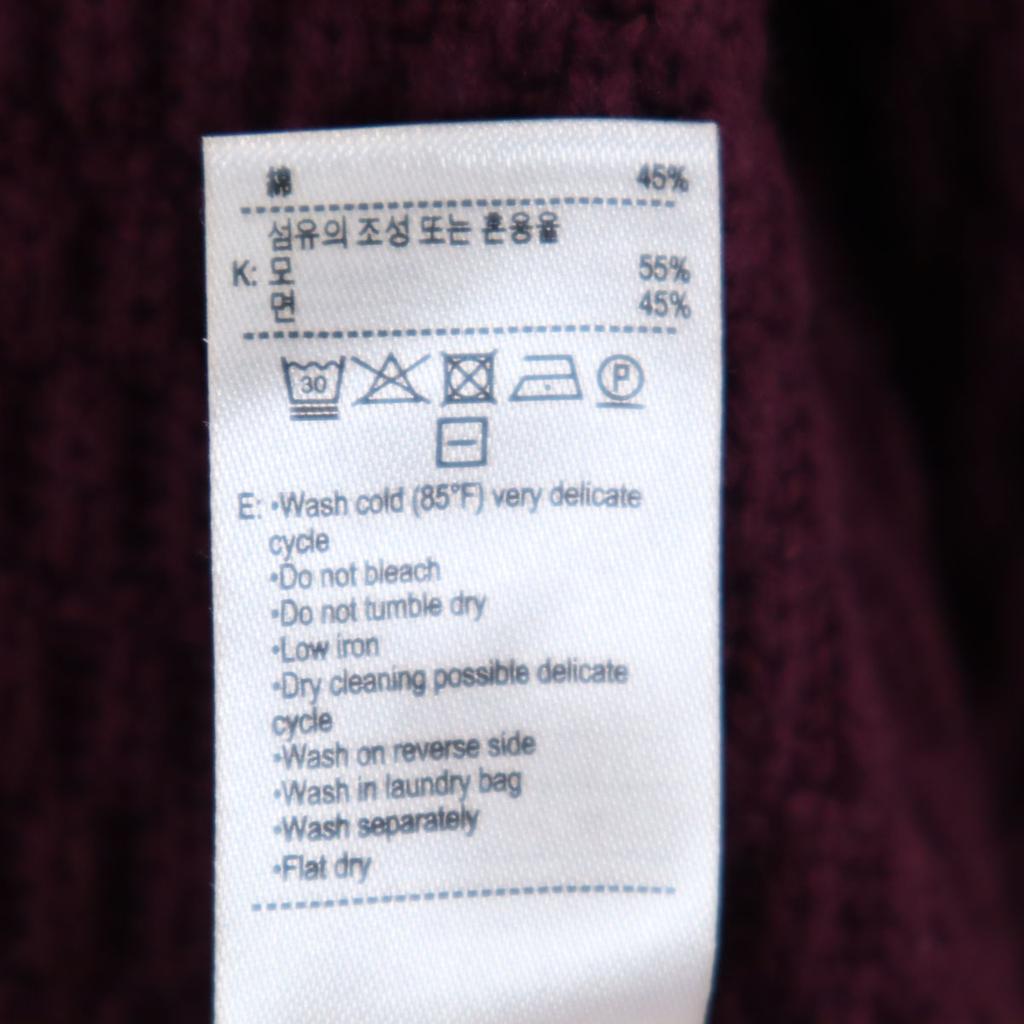 綿 45%
섬유의 조성 또는 혼용율
K: 모 55%
면 45%
30 P
E: •Wash cold (85°F) very delicate
cycle
•Do not bleach
•Do not tumble dry
•Low iron
•Dry cleaning possible delicate
cycle
•Wash on reverse side
•Wash in laundry bag
•Wash separately
•Flat dry